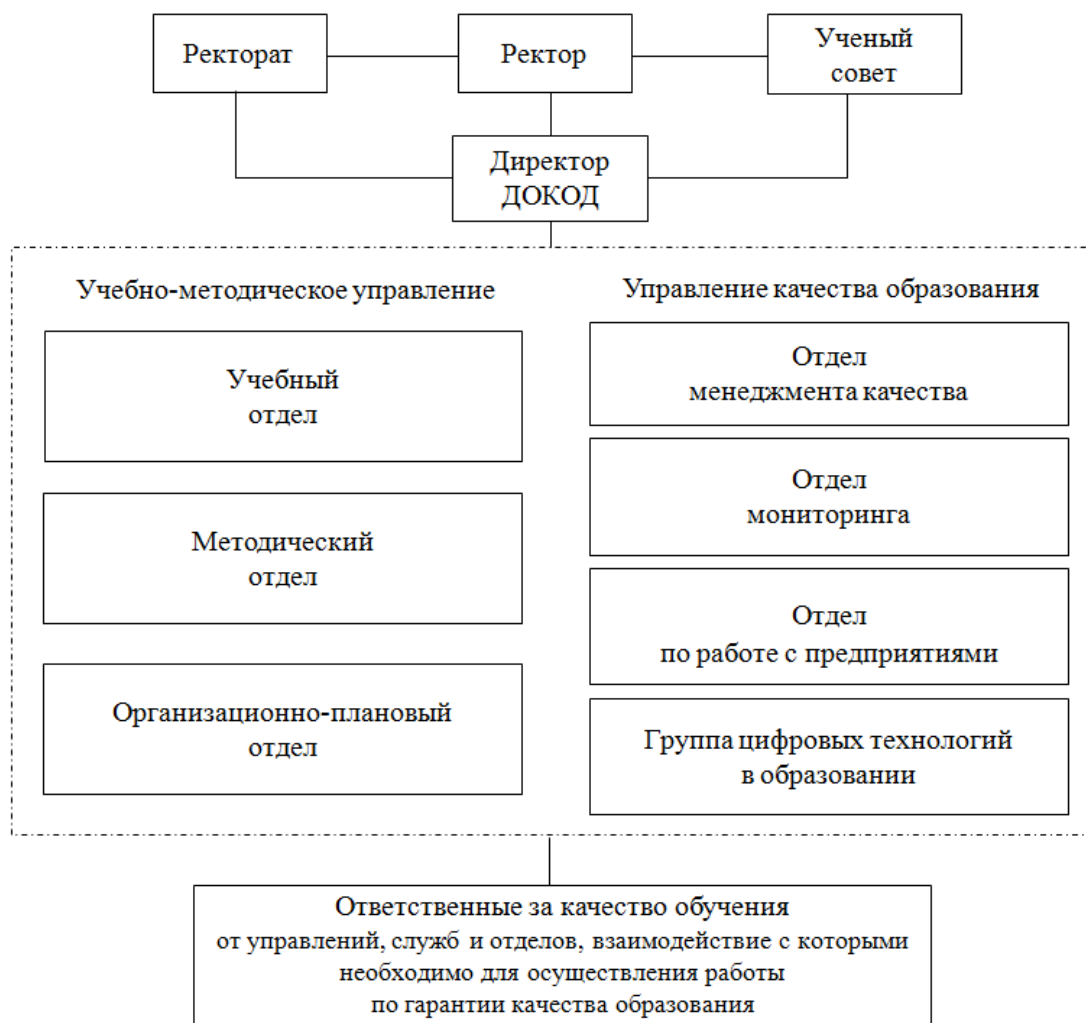 Ректорат
Ректор
Ученый
совет
Директор
ДОКОД
Учебно-методическое управление
Учебный
отдел
Методический
отдел
Организационно-плановый
отдел
Управление качества образования
Отдел
менеджмента качества
Отдел
мониторинга
Отдел
по работе с предприятиями
Группа цифровых технологий
в образовании
Ответственные за качество обучения
от управлений, служб и отделов, взаимодействие с которыми
необходимо для осуществления работы
по гарантии качества образования